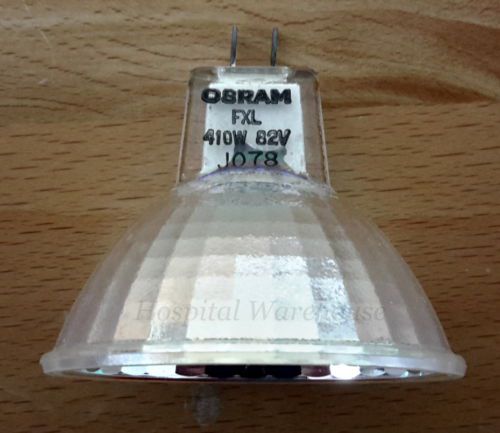 OSRAM
FXL
410W 82V
J078
Hospital Warehouse